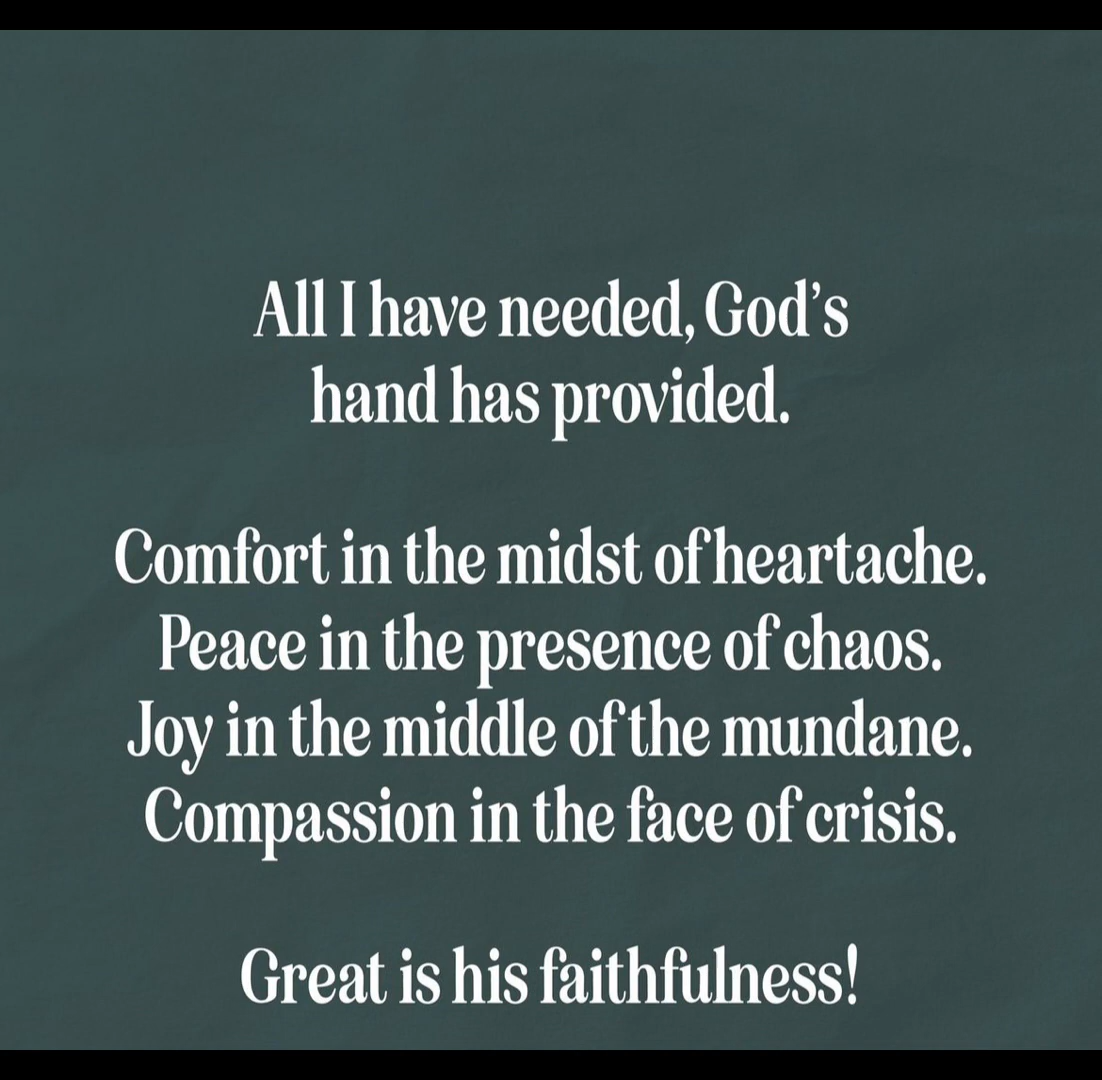 All I have needed, God’s
hand has provided.
Comfort in the midst of heartache.
Peace in the presence of chaos.
Joy in the middle of the mundane.
Compassion in the face of crisis.
Great is his faithfulness!